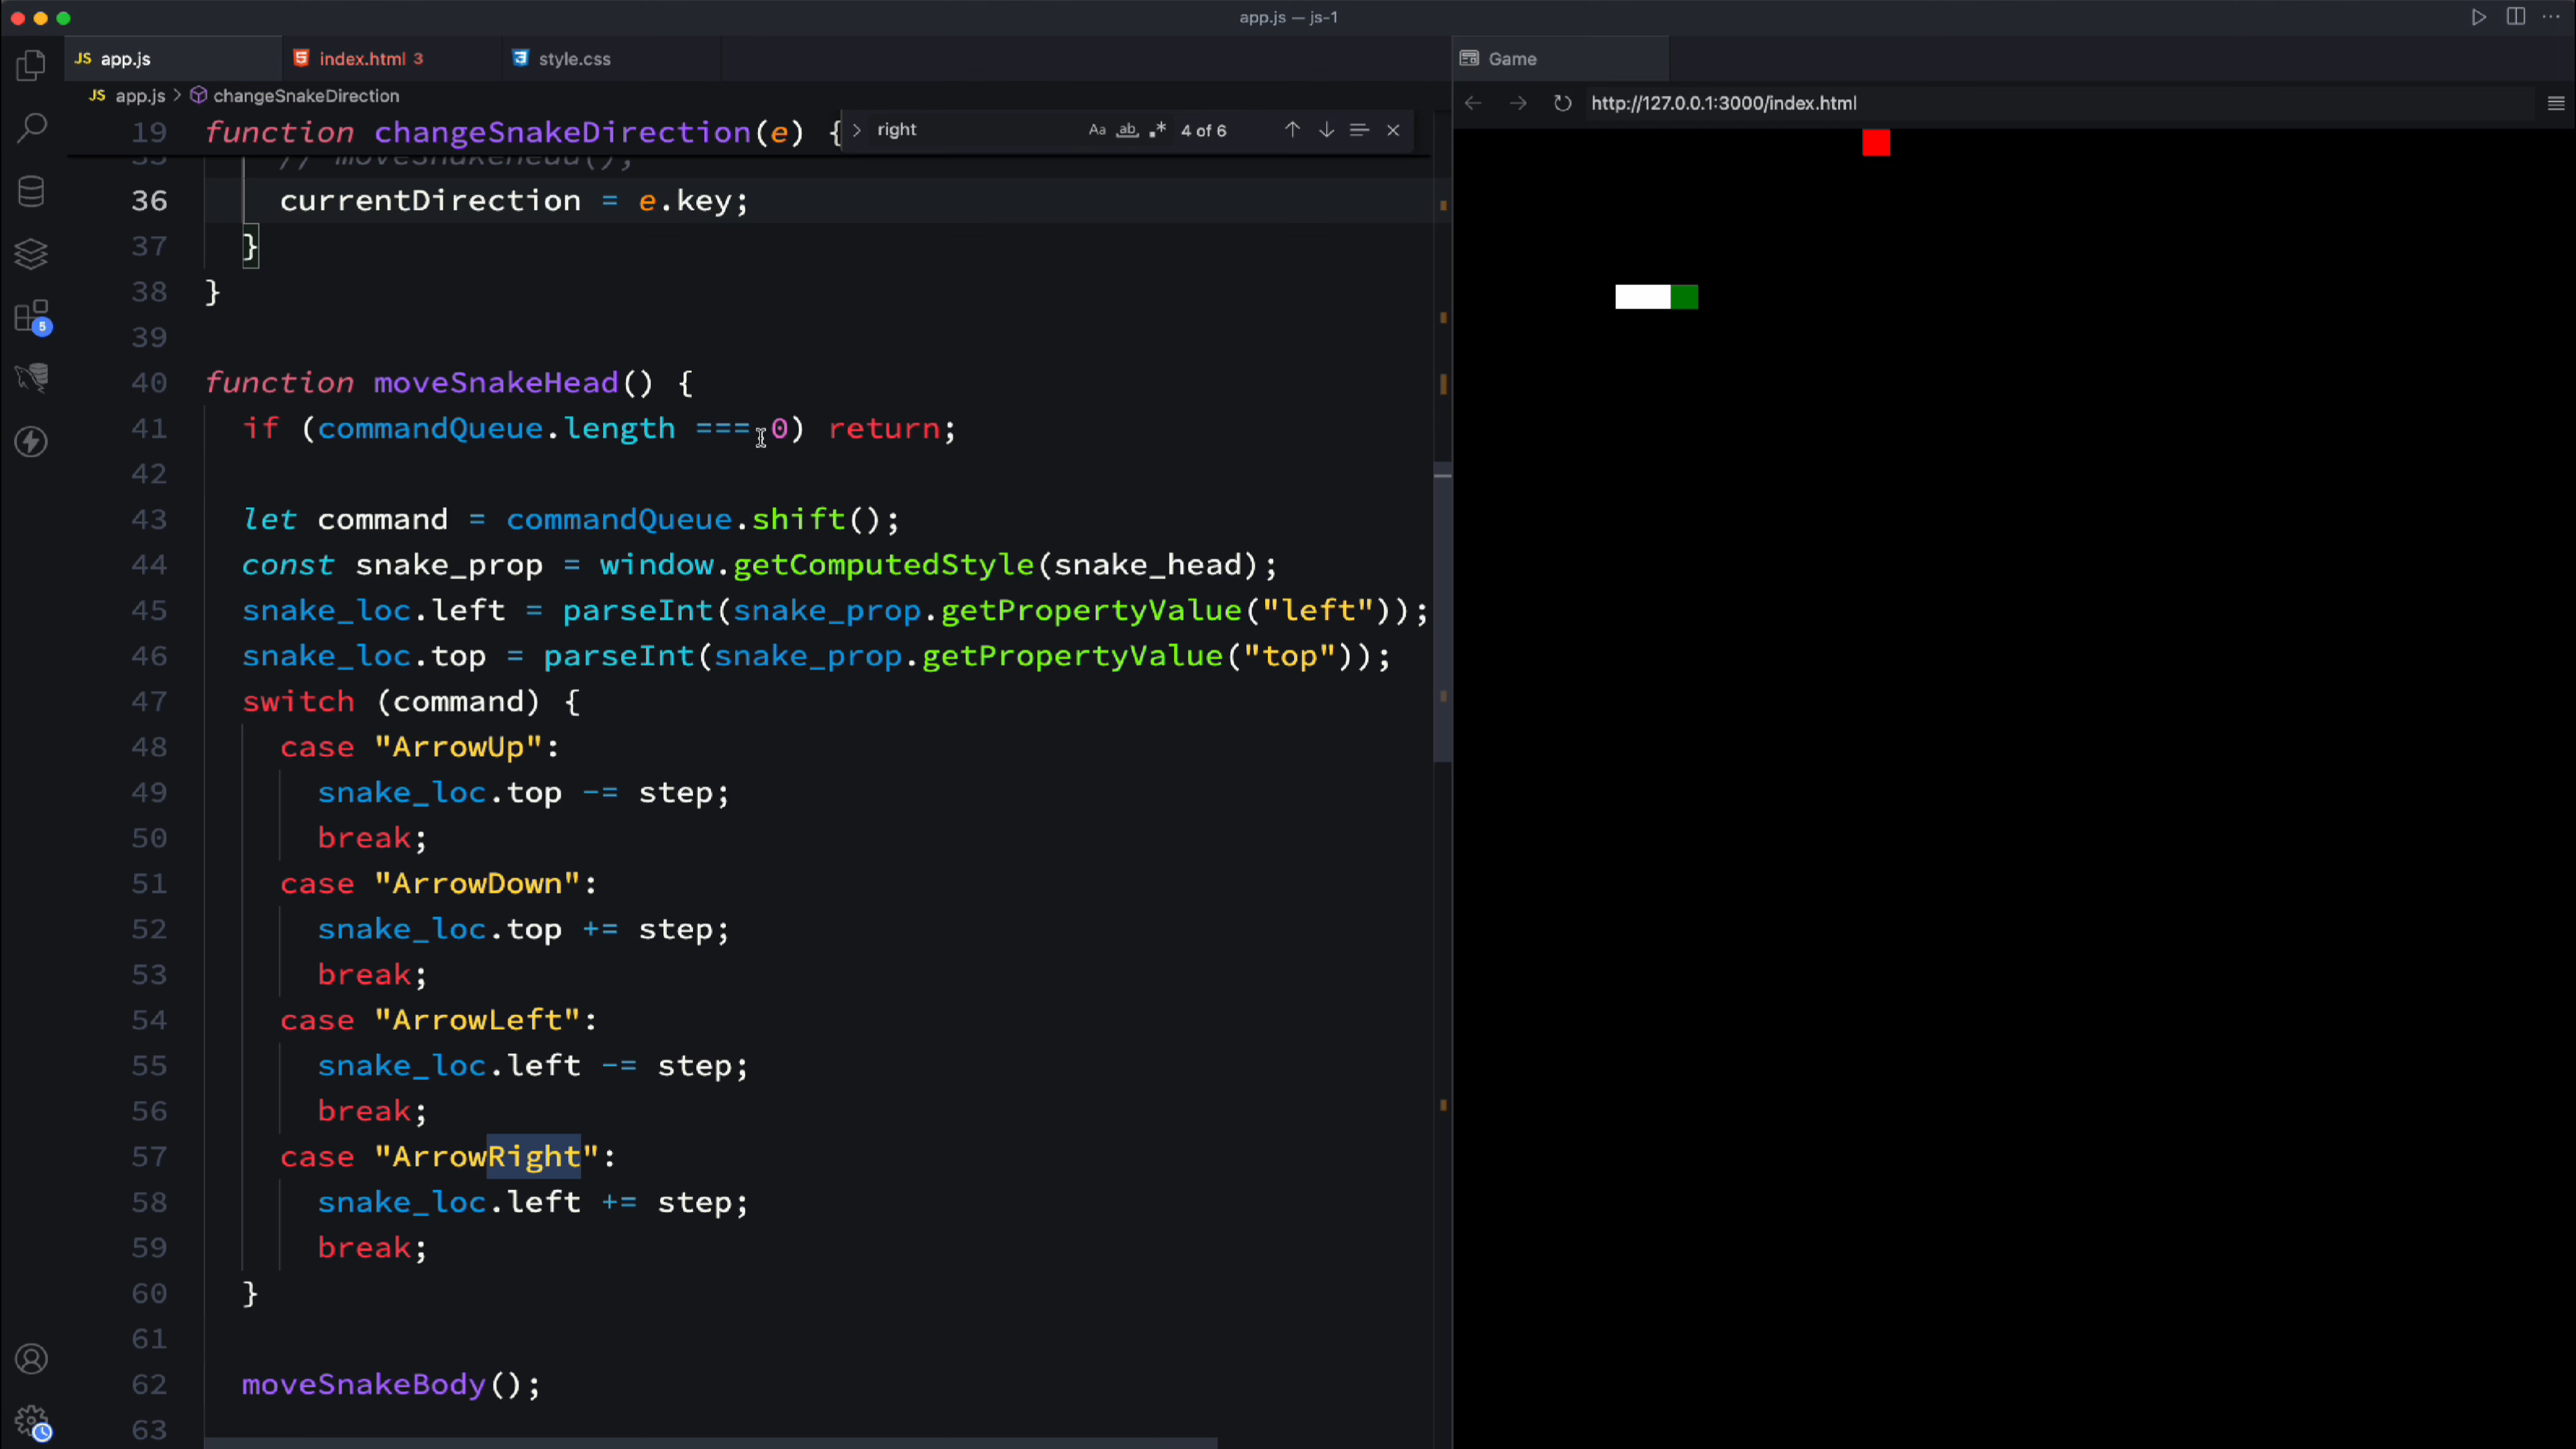 app.js — js-1
JS app.js
index.html 3
style.css
Game
JS app.js > changeSnakeDirection
http://127.0.0.1:3000/index.html
19 function changeSnakeDirection(e) {
right
Aa ab .* 4 of 6
35 // moveSnakeHead();
36 currentDirection = e.key;
37 }
38 }
39
40 function moveSnakeHead() {
41 if (commandQueue.length === 0) return;
42
43 let command = commandQueue.shift();
44 const snake_prop = window.getComputedStyle(snake_head);
45 snake_loc.left = parseInt(snake_prop.getPropertyValue("left"));
46 snake_loc.top = parseInt(snake_prop.getPropertyValue("top"));
47 switch (command) {
48 case "ArrowUp":
49 snake_loc.top -= step;
50 break;
51 case "ArrowDown":
52 snake_loc.top += step;
53 break;
54 case "ArrowLeft":
55 snake_loc.left -= step;
56 break;
57 case "ArrowRight":
58 snake_loc.left += step;
59 break;
60 }
61
62 moveSnakeBody();
63
5